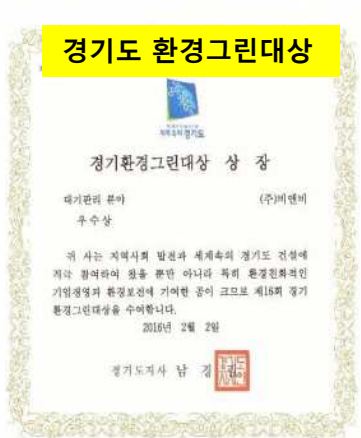 경기도 환경그린대상
세계속의 경기도
경기환경그린대상 상 장
대기관리 분야
(주)비앤비
우수상
귀 사는 지역사회 발전과 세계속의 경기도 건설에
적극 참여하여 왔을 뿐만 아니라 특히 환경친화적인
기업경영과 환경보전에 기여한 공이 크므로 제16회 경기
환경그린대상을 수여합니다.
2016년 2월 2일
경기도지사 남 경